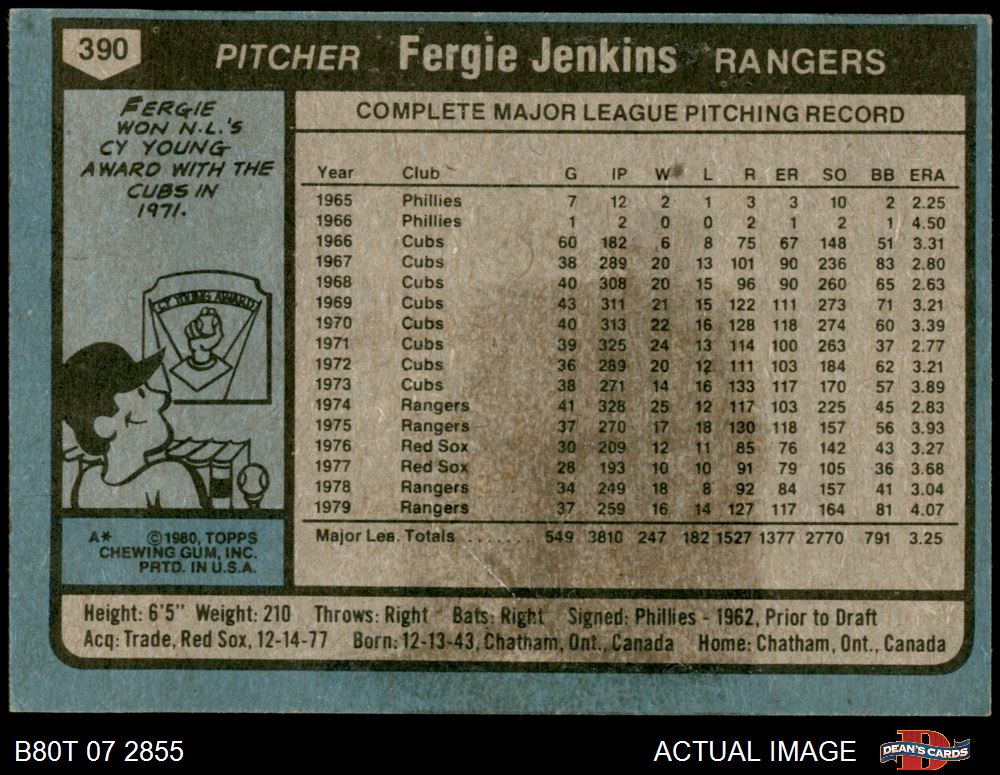 390 PITCHER Fergie Jenkins RANGERS
FERGIE
WON N.L.'S
CY YOUNG
AWARD WITH THE
CUBS IN
1971.
CY YOUNG AWARD
A* ©1980, TOPPS
CHEWING GUM, INC.
PRTD. IN U.S.A.
COMPLETE MAJOR LEAGUE PITCHING RECORD
Year Club G IP W L R ER SO BB ERA
1965 Phillies 7 12 2 1 3 3 10 2 2.25
1966 Phillies 1 2 0 0 2 1 2 1 4.50
1966 Cubs 60 182 6 8 75 67 148 51 3.31
1967 Cubs 38 289 20 13 101 90 236 83 2.80
1968 Cubs 40 308 20 15 96 90 260 65 2.63
1969 Cubs 43 311 21 15 122 111 273 71 3.21
1970 Cubs 40 313 22 16 128 118 274 60 3.39
1971 Cubs 39 325 24 13 114 100 263 37 2.77
1972 Cubs 36 289 20 12 111 103 184 62 3.21
1973 Cubs 38 271 14 16 133 117 170 57 3.89
1974 Rangers 41 328 25 12 117 103 225 45 2.83
1975 Rangers 37 270 17 18 130 118 157 56 3.93
1976 Red Sox 30 209 12 11 85 76 142 43 3.27
1977 Red Sox 28 193 10 10 91 79 105 36 3.68
1978 Rangers 34 249 18 8 92 84 157 41 3.04
1979 Rangers 37 259 16 14 127 117 164 81 4.07
Major Lea. Totals ....... 549 3810 247 182 1527 1377 2770 791 3.25
Height: 6'5" Weight: 210 Throws: Right Bats: Right Signed: Phillies - 1962, Prior to Draft
Acq: Trade, Red Sox, 12-14-77 Born: 12-13-43, Chatham, Ont., Canada Home: Chatham, Ont., Canada
B80T 07 2855 ACTUAL IMAGE DEAN'S CARDS